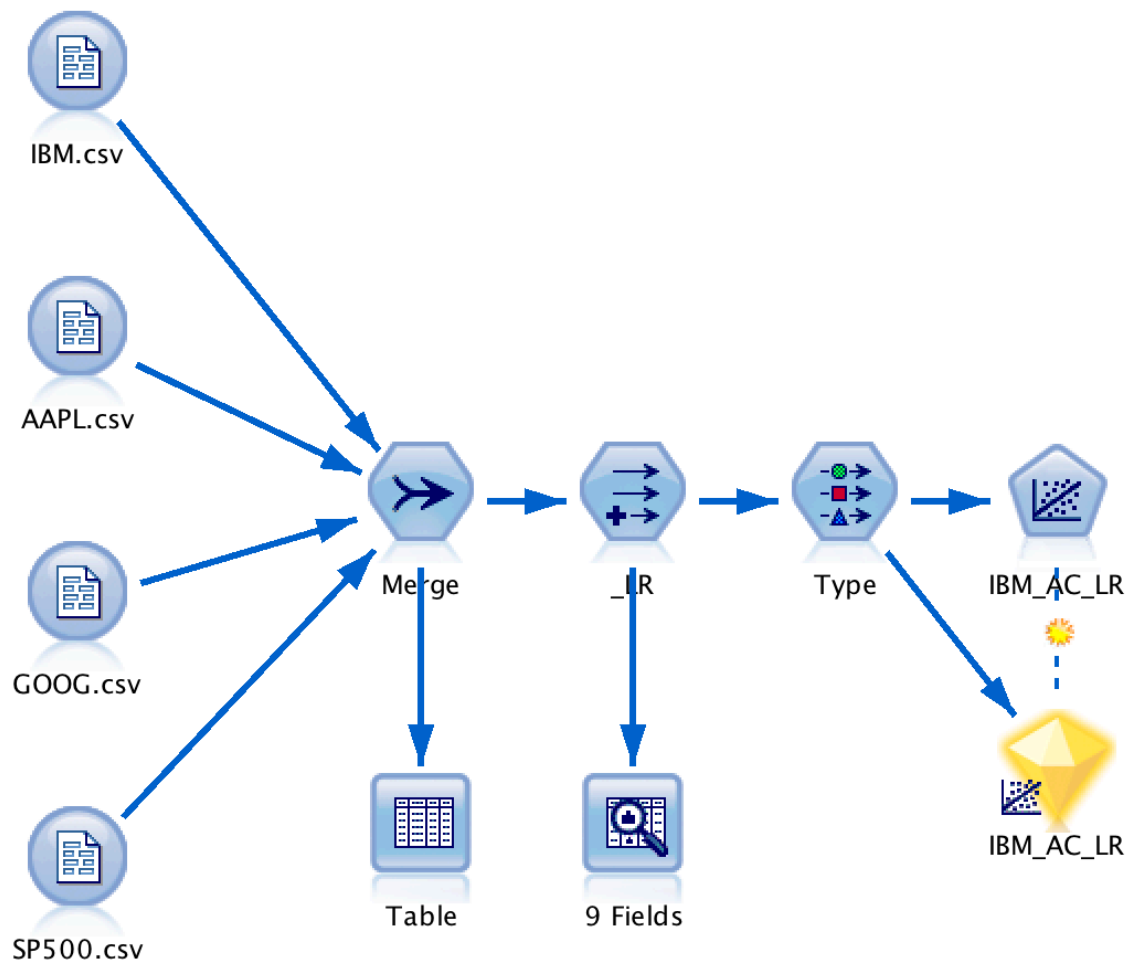 IBM.csv
AAPL.csv
GOOG.csv
SP500.csv
Merge
_LR
Type
IBM_AC_LR
Table
9 Fields
IBM_AC_LR